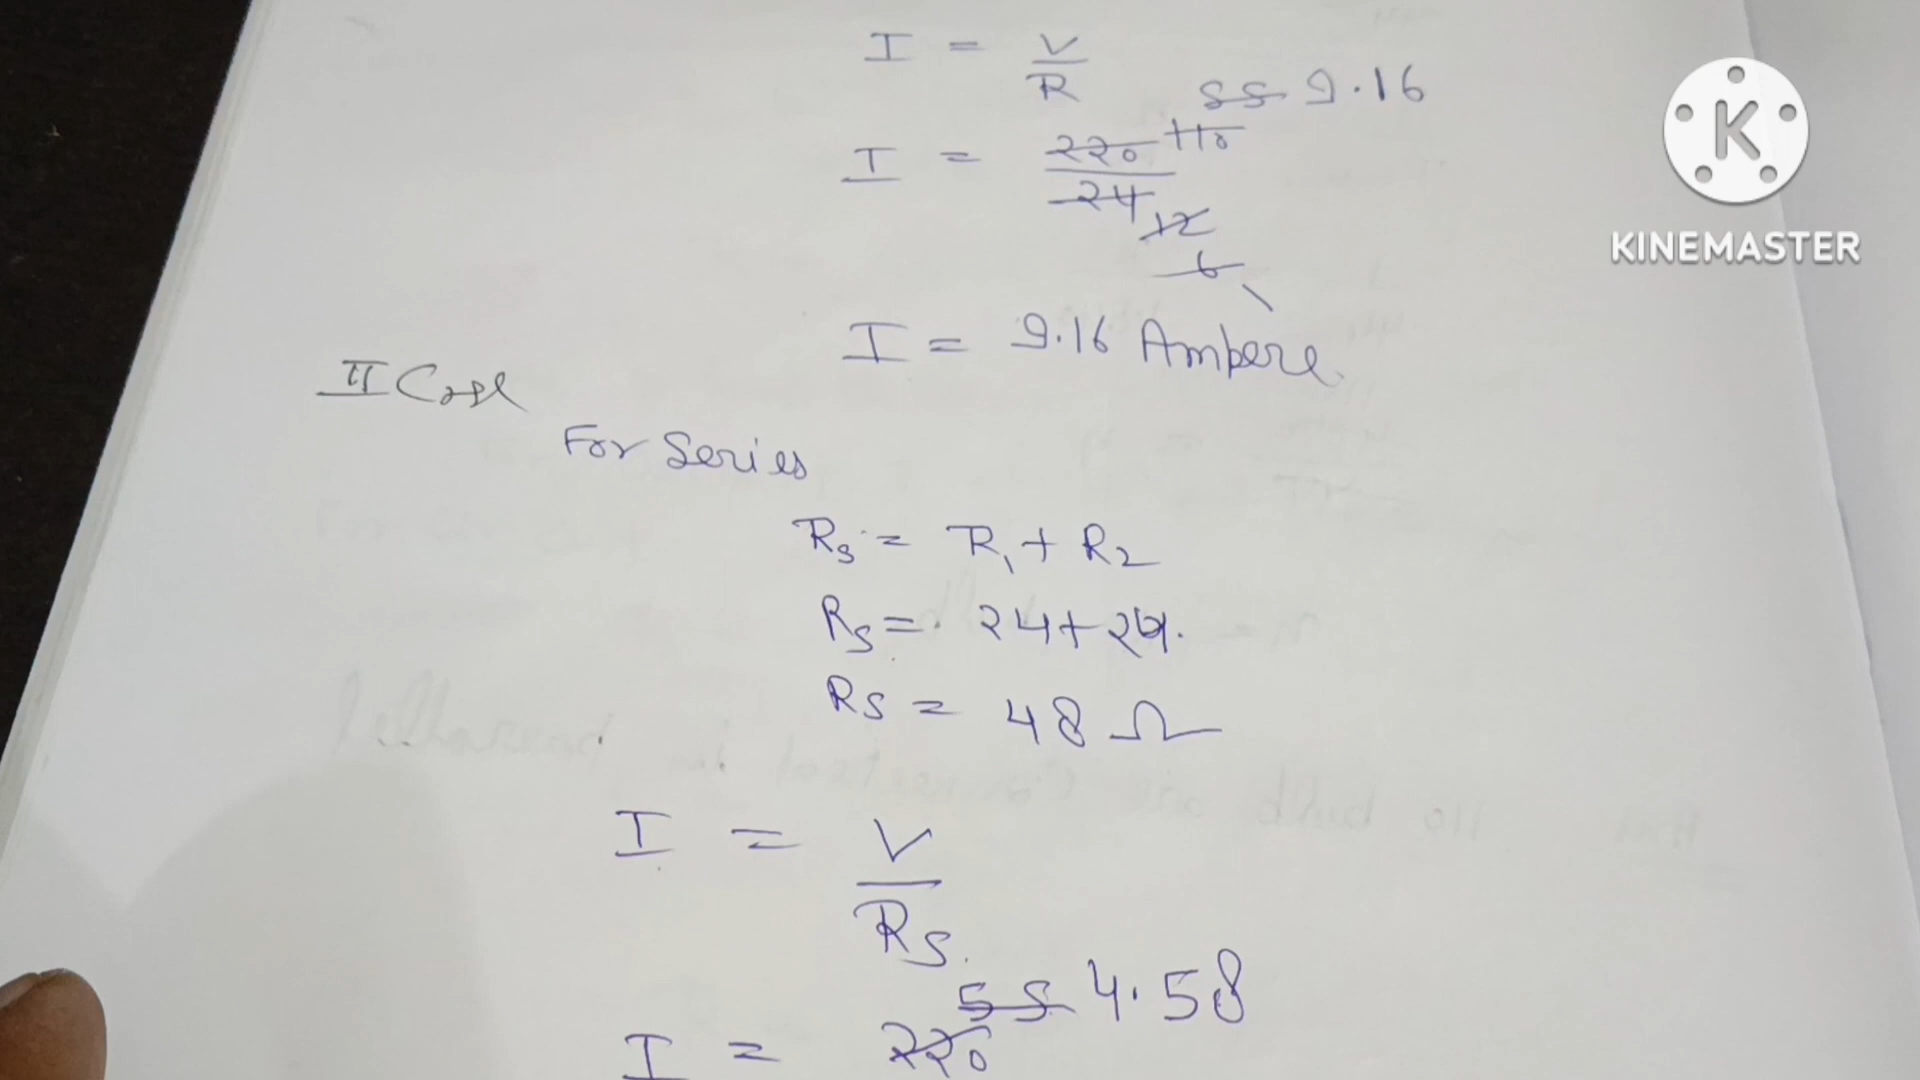 I = V/R
55 9.16
I = 220/24 110
12
6
I = 9.16 Ampere
II Case
For Series
Rs = R1 + R2
Rs = 24+24.
Rs = 48 Ω
I = V/Rs
55 4.58
I = 220
K
KINEMASTER